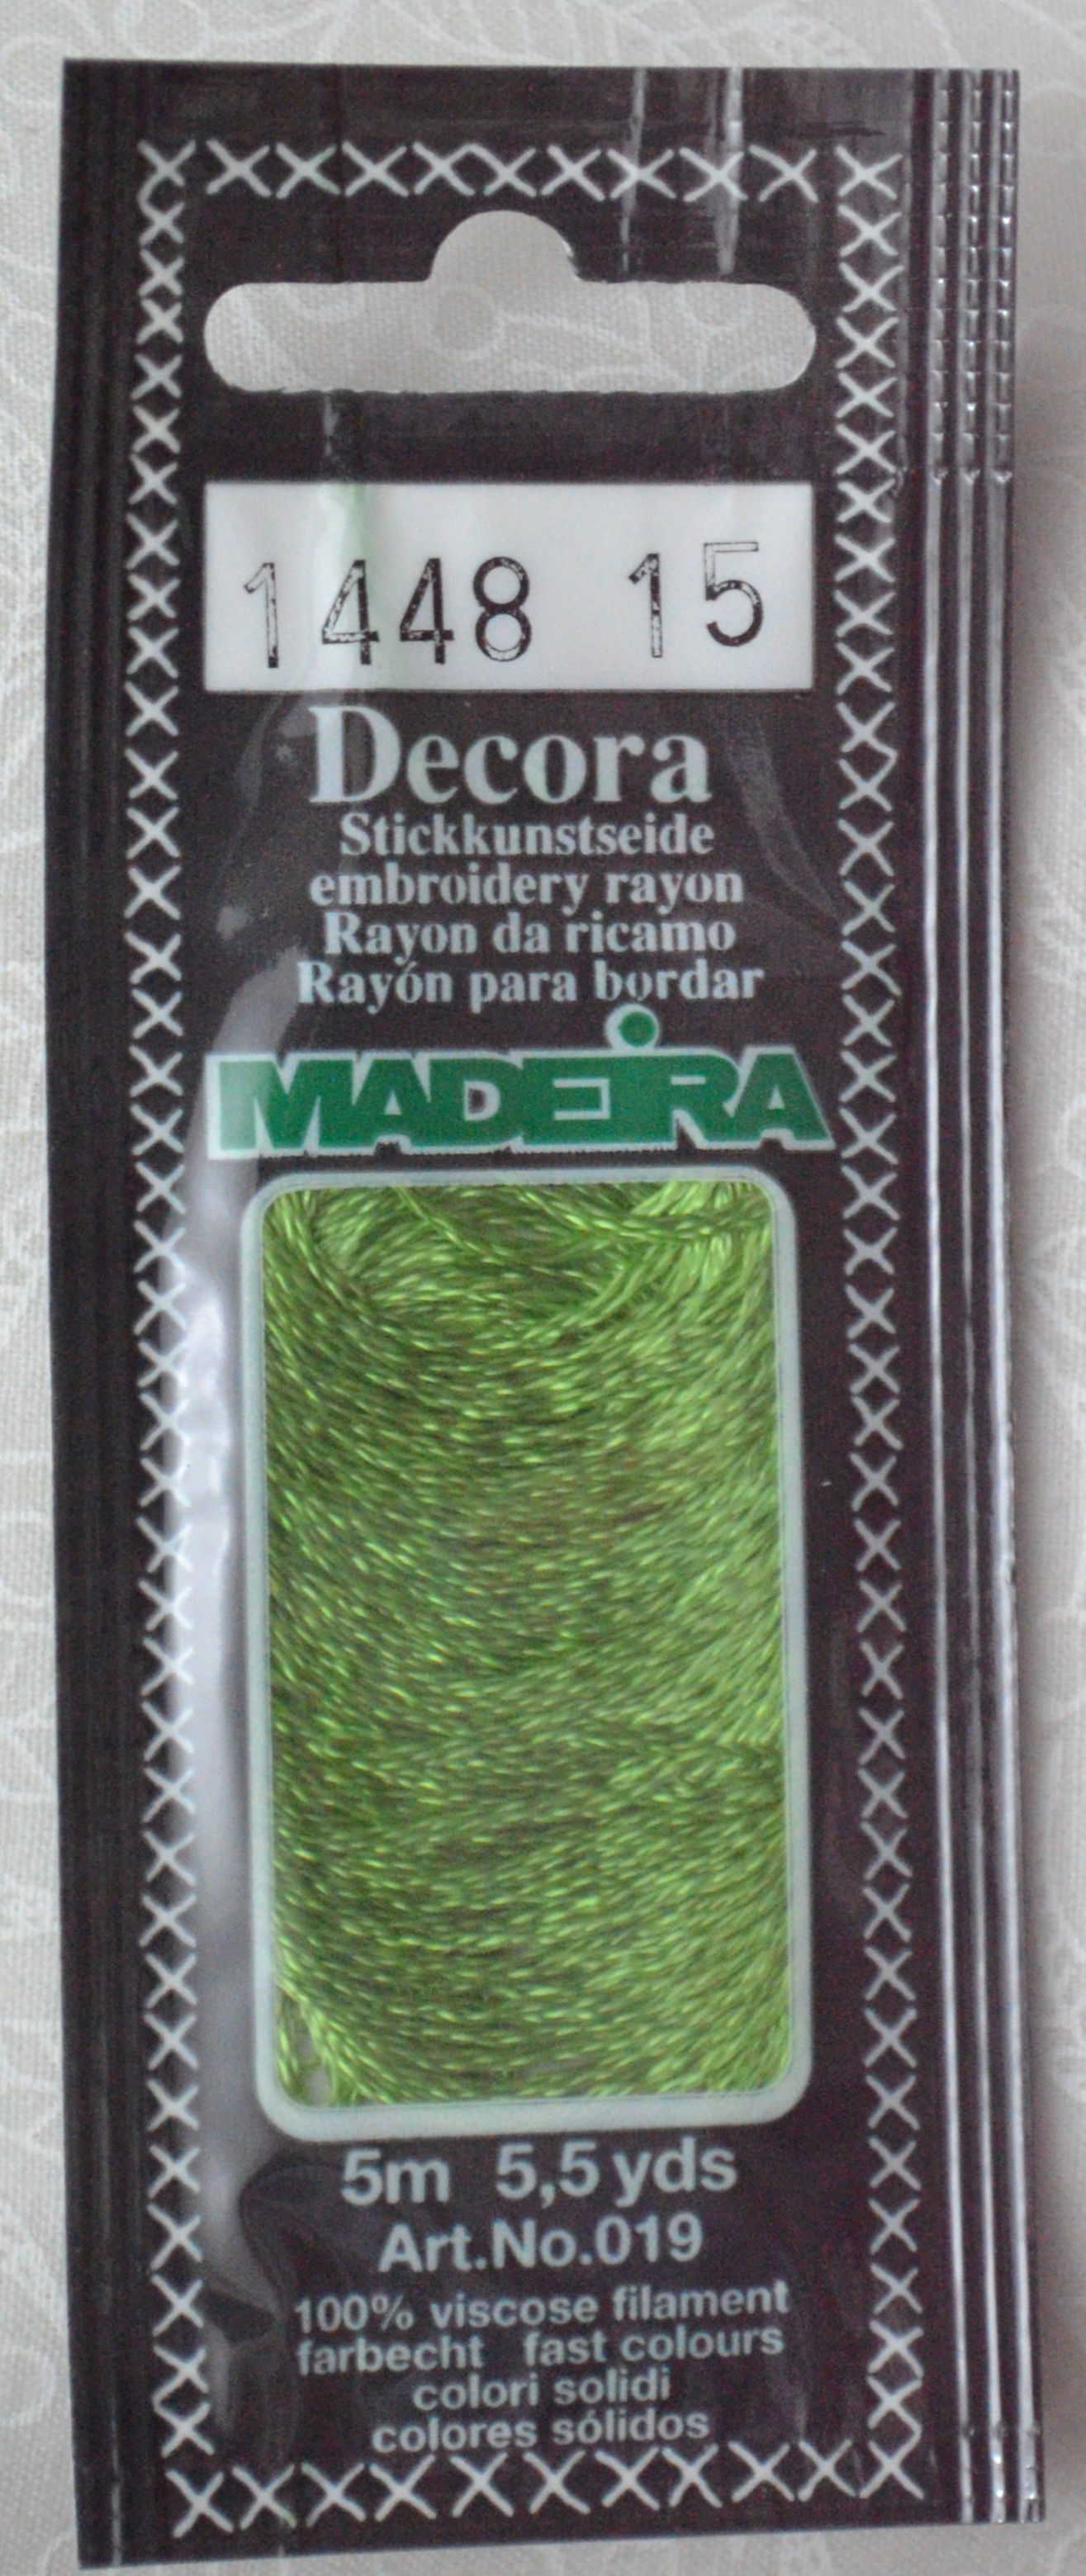 1448 15
Decora
Stickkunstseide
embroidery rayon
Rayon da ricamo
Rayón para bordar
MADEIRA
5m 5,5 yds
Art.No.019
100% viscose filament
farbecht fast colours
colori solidi
colores sólidos